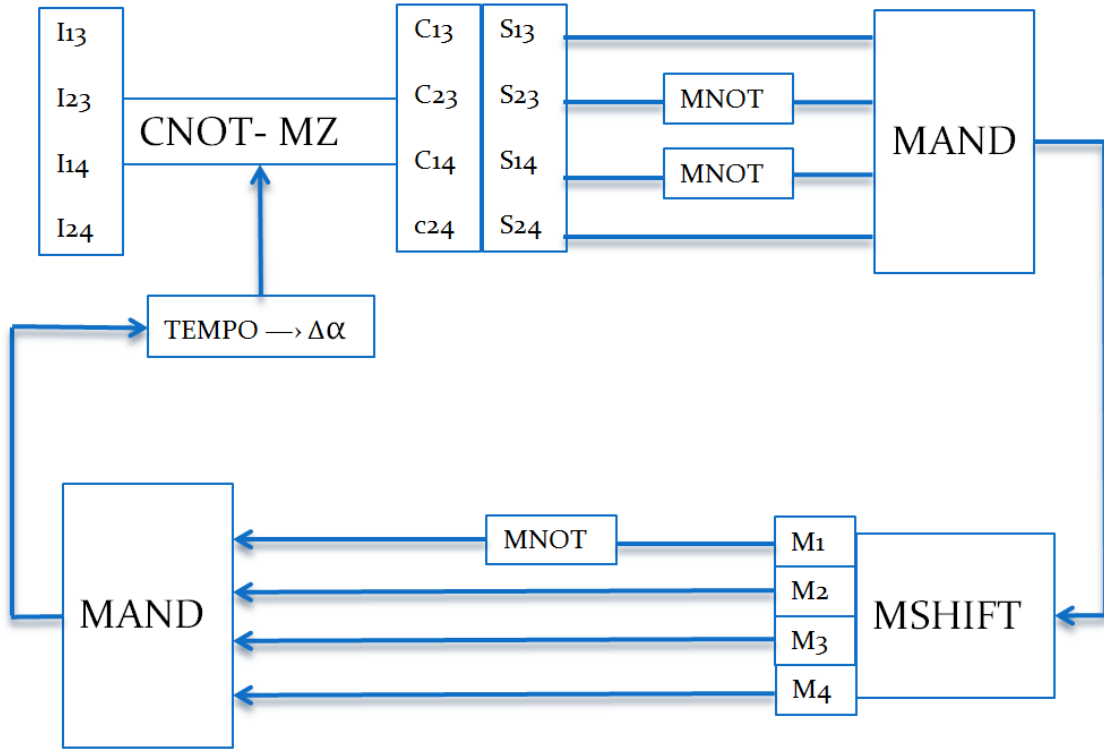 I13 C13 S13
I23 C23 S23 MNOT
CNOT- MZ MAND
I14 C14 S14 MNOT
I24 c24 S24
TEMPO —› Δα
MNOT M1
M2
MAND MSHIFT
M3
M4